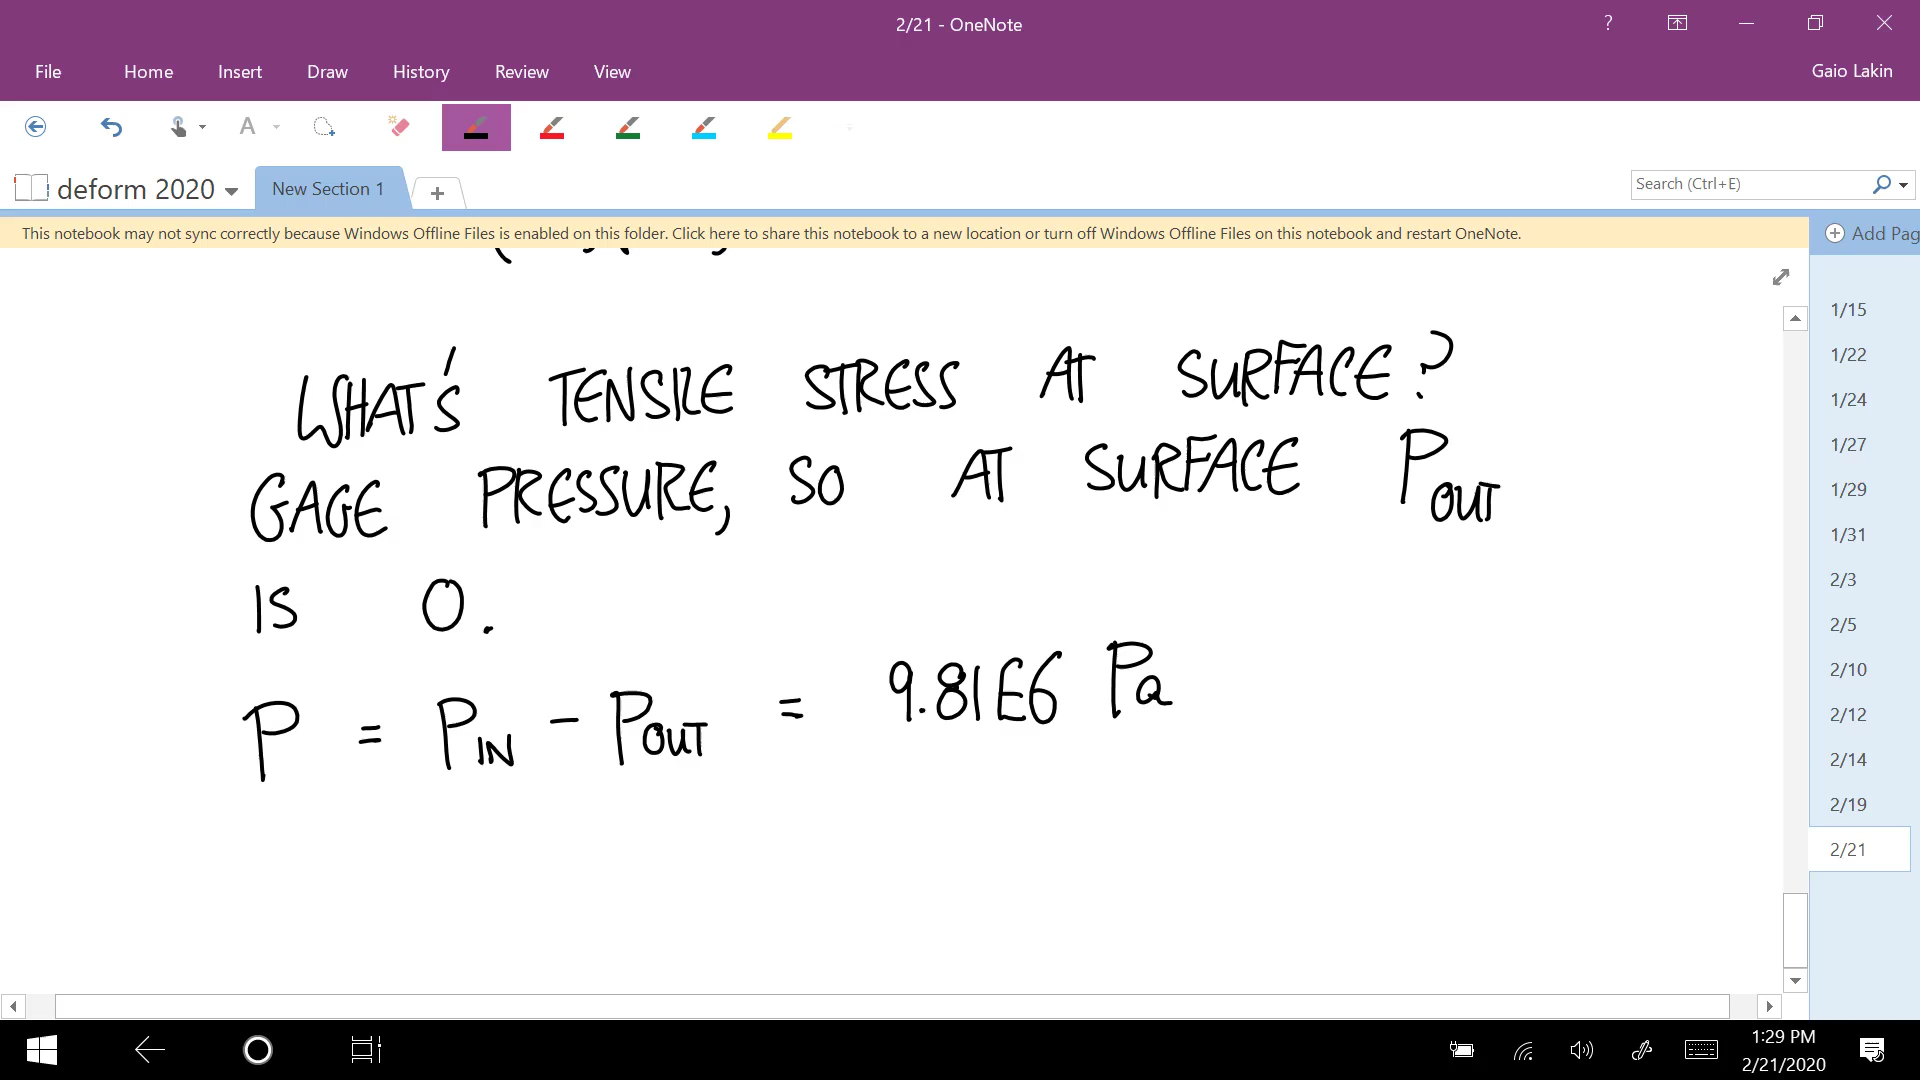 2/21 - OneNote
?
File Home Insert Draw History Review View
Gaio Lakin
A
deform 2020
New Section 1
+
Search (Ctrl+E)
This notebook may not sync correctly because Windows Offline Files is enabled on this folder. Click here to share this notebook to a new location or turn off Windows Offline Files on this notebook and restart OneNote.
Add Pag
WHAT'S TENSILE STRESS AT SURFACE?
GAGE PRESSURE, SO AT SURFACE POUT
IS 0.
P = PIN - POUT = 9.81E6 Pa
1/15
1/22
1/24
1/27
1/29
1/31
2/3
2/5
2/10
2/12
2/14
2/19
2/21
1:29 PM
2/21/2020